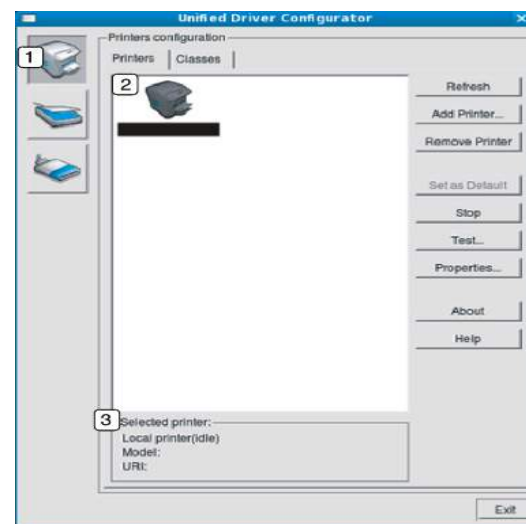 Unified Driver Configurator
Printers configuration
1
Printers Classes
2
Refresh
Add Printer...
Remove Printer
Set as Default
Stop
Test...
Properties...
About
Help
3
Selected printer:
Local printer(idle)
Model:
URI:
Exit